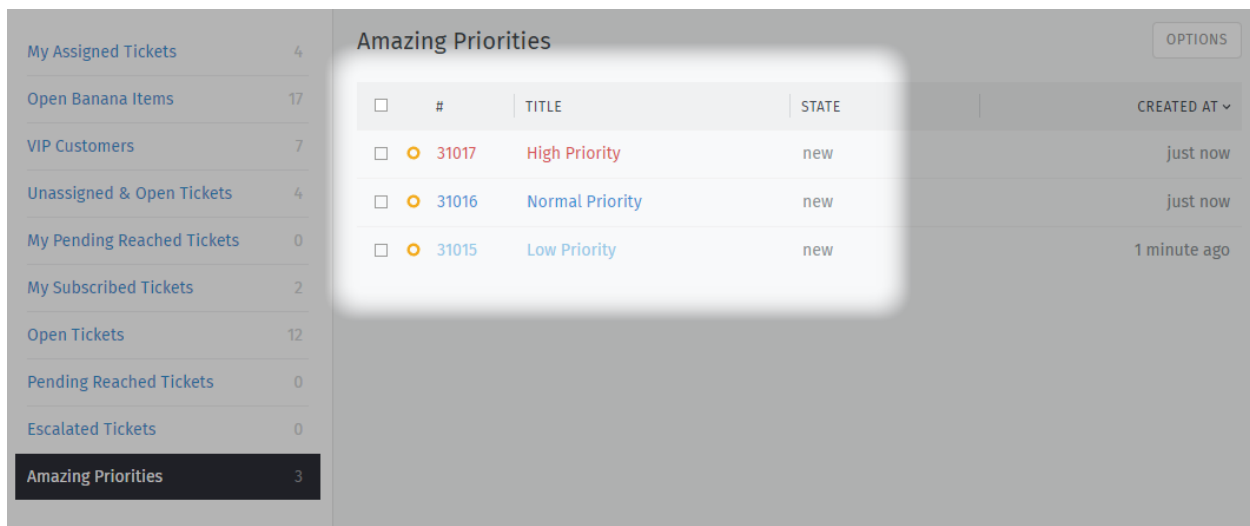 My Assigned Tickets 4
Open Banana Items 17
VIP Customers 7
Unassigned & Open Tickets 4
My Pending Reached Tickets 0
My Subscribed Tickets 2
Open Tickets 12
Pending Reached Tickets 0
Escalated Tickets 0
Amazing Priorities 3
Amazing Priorities OPTIONS
# TITLE STATE CREATED AT
31017 High Priority new just now
31016 Normal Priority new just now
31015 Low Priority new 1 minute ago